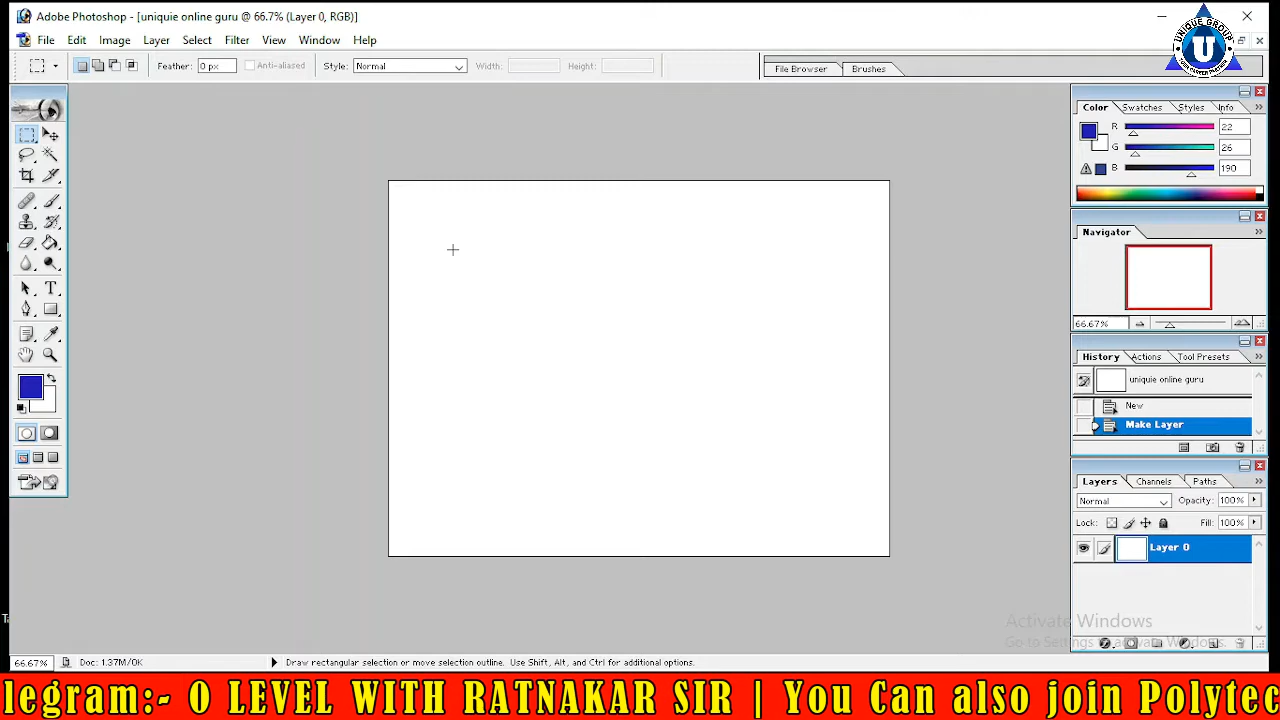 Adobe Photoshop - [uniquie online guru @ 66.7% (Layer 0, RGB)]
UNIQUE GROUP
U
File Edit Image Layer Select Filter View Window Help
Feather: 0 px Anti-aliased Style: Normal Width: Height: File Browser Brushes
Color Swatches Styles Info
R 22
G 26
B 190
Navigator
66.67%
History Actions Tool Presets
uniquie online guru
New
Make Layer
Layers Channels Paths
Normal Opacity: 100%
Lock: Fill: 100%
Layer 0
Activate Windows
Go to Settings to activate Windows.
66.67% Doc: 1.37M/0K Draw rectangular selection or move selection outline. Use Shift, Alt, and Ctrl for additional options.
legram:- O LEVEL WITH RATNAKAR SIR | You Can also join Polytec